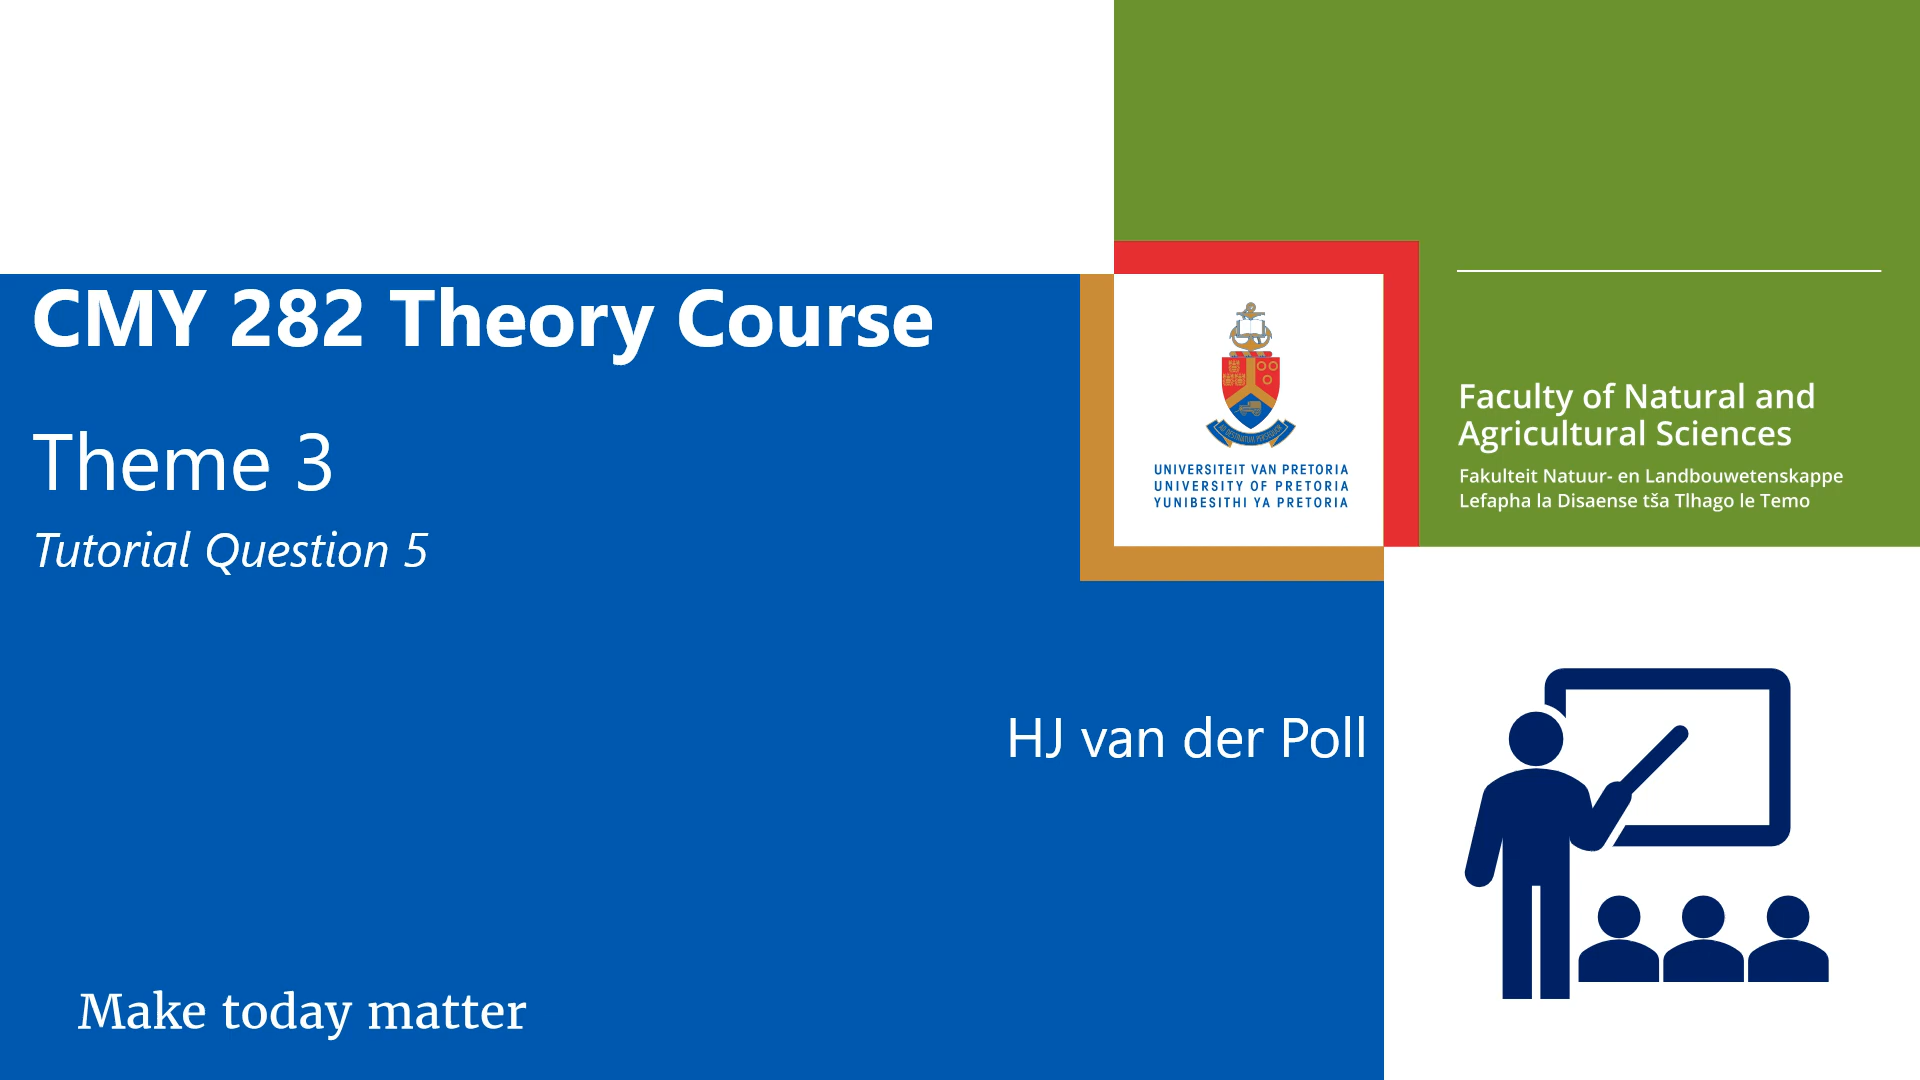 CMY 282 Theory Course
Theme 3
Tutorial Question 5
HJ van der Poll
Make today matter
UNIVERSITEIT VAN PRETORIA
UNIVERSITY OF PRETORIA
YUNIBESITHI YA PRETORIA
Faculty of Natural and
Agricultural Sciences
Fakulteit Natuur- en Landbouwetenskappe
Lefapha la Disaense tša Tlhago le Temo